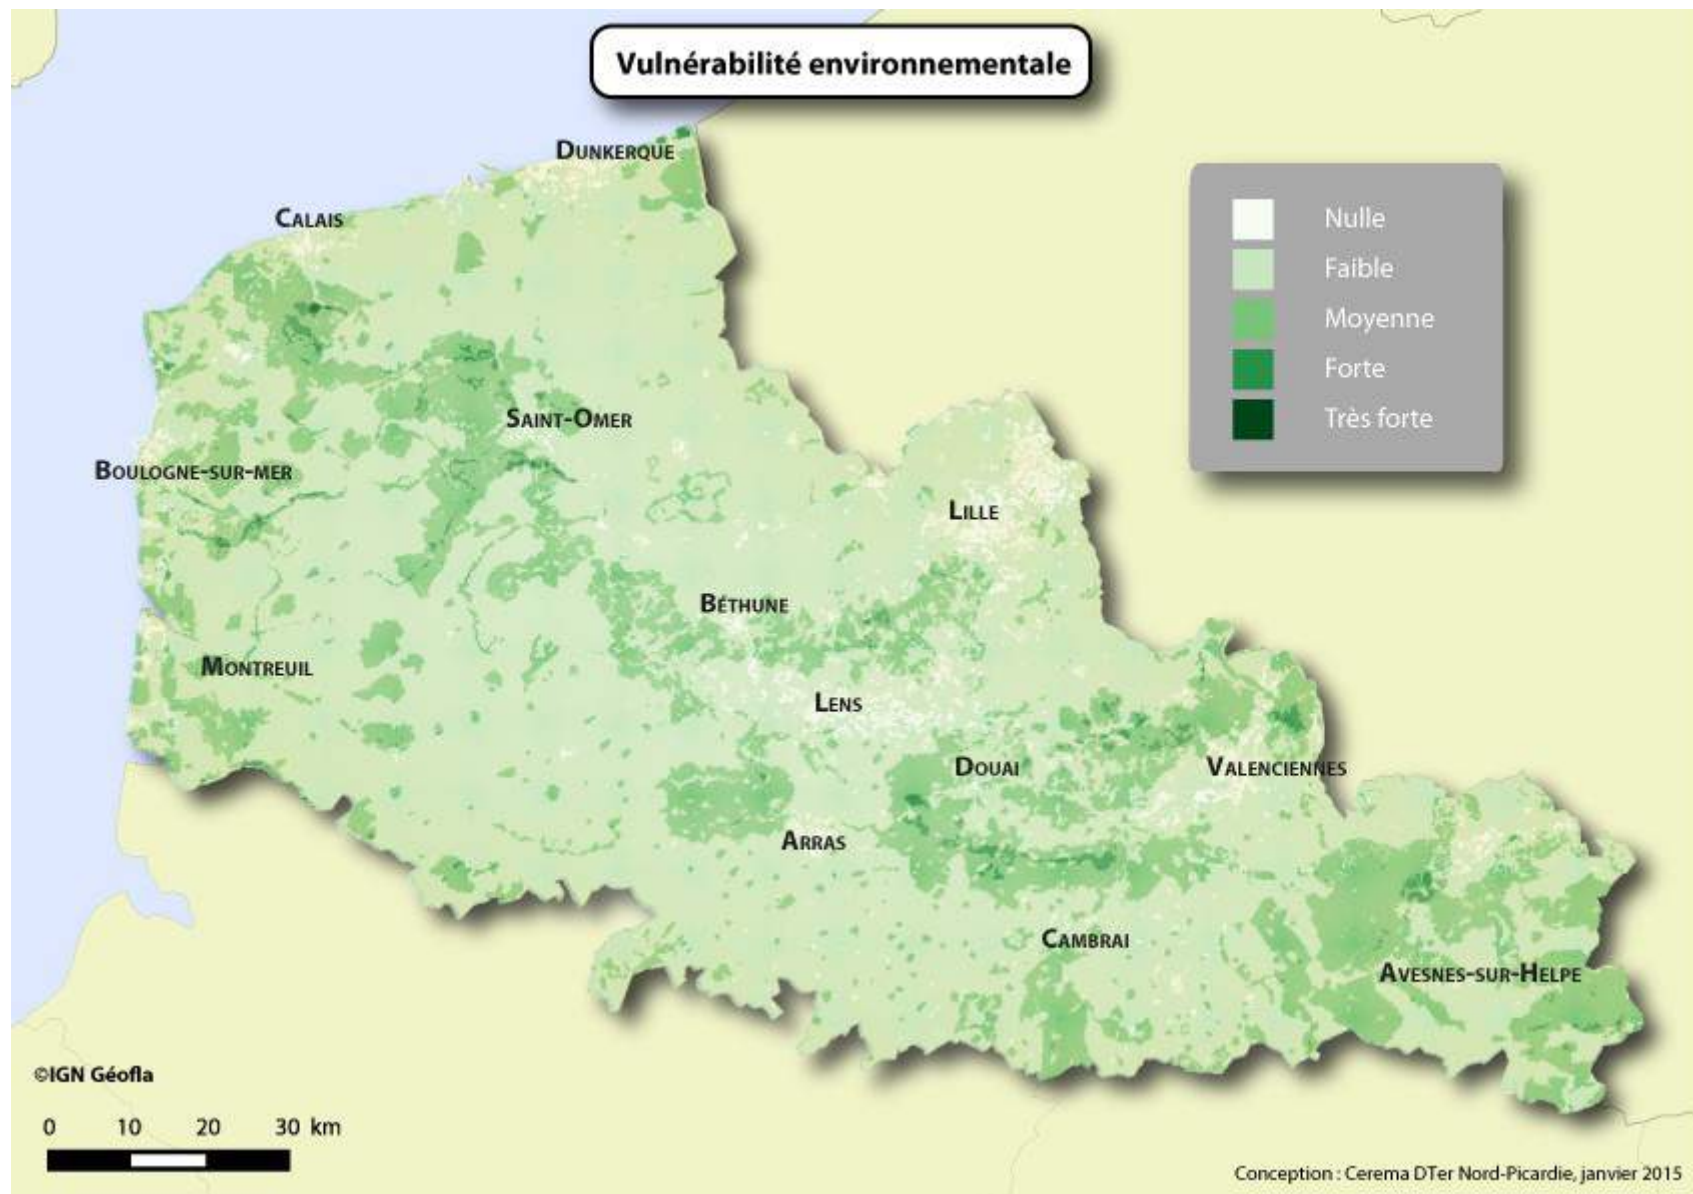 Vulnérabilité environnementale
DUNKERQUE
CALAIS
Nulle
Faible
Moyenne
Forte
Très forte
SAINT-OMER
BOULOGNE-SUR-MER
LILLE
BÉTHUNE
MONTREUIL
LENS
DOUAI
VALENCIENNES
ARRAS
CAMBRAI
AVESNES-SUR-HELPE
©IGN Géofla
0 10 20 30 km
Conception : Cerema DTer Nord-Picardie, janvier 2015